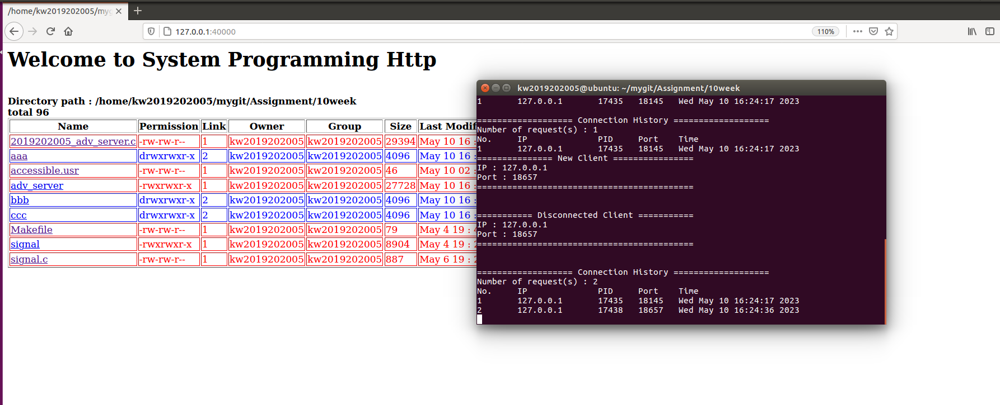 /home/kw2019202005/myg
127.0.0.1:40000
110%
Welcome to System Programming Http
Directory path : /home/kw2019202005/mygit/Assignment/10week
total 96
Name Permission Link Owner Group Size Last Modif
2019202005_adv_server.c -rw-rw-r-- 1 kw2019202005 kw2019202005 29394 May 10 16 :
aaa drwxrwxr-x 2 kw2019202005 kw2019202005 4096 May 10 16 :
accessible.usr -rw-rw-r-- 1 kw2019202005 kw2019202005 46 May 10 02 :
adv_server -rwxrwxr-x 1 kw2019202005 kw2019202005 27728 May 10 16 :
bbb drwxrwxr-x 2 kw2019202005 kw2019202005 4096 May 10 16 :
ccc drwxrwxr-x 2 kw2019202005 kw2019202005 4096 May 10 16 :
Makefile -rw-rw-r-- 1 kw2019202005 kw2019202005 79 May 4 19 :
signal -rwxrwxr-x 1 kw2019202005 kw2019202005 8904 May 4 19 : 2
signal.c -rw-rw-r-- 1 kw2019202005 kw2019202005 887 May 6 19 : 2
kw2019202005@ubuntu: ~/mygit/Assignment/10week
1 127.0.0.1 17435 18145 Wed May 10 16:24:17 2023
=================== Connection History ===================
Number of request(s) : 1
No. IP PID Port Time
1 127.0.0.1 17435 18145 Wed May 10 16:24:17 2023
=============== New Client ================
IP : 127.0.0.1
Port : 18657
===========================================
=========== Disconnected Client ===========
IP : 127.0.0.1
Port : 18657
===========================================
=================== Connection History ===================
Number of request(s) : 2
No. IP PID Port Time
1 127.0.0.1 17435 18145 Wed May 10 16:24:17 2023
2 127.0.0.1 17438 18657 Wed May 10 16:24:36 2023